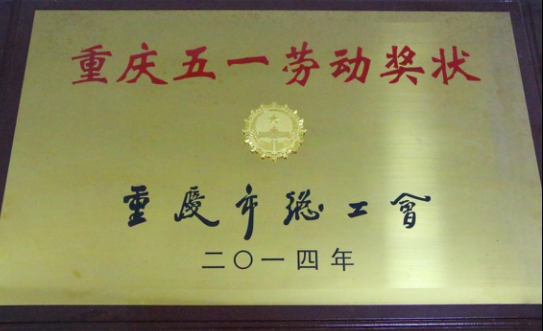 重庆五一劳动奖状
重慶市總工會
二〇一四年